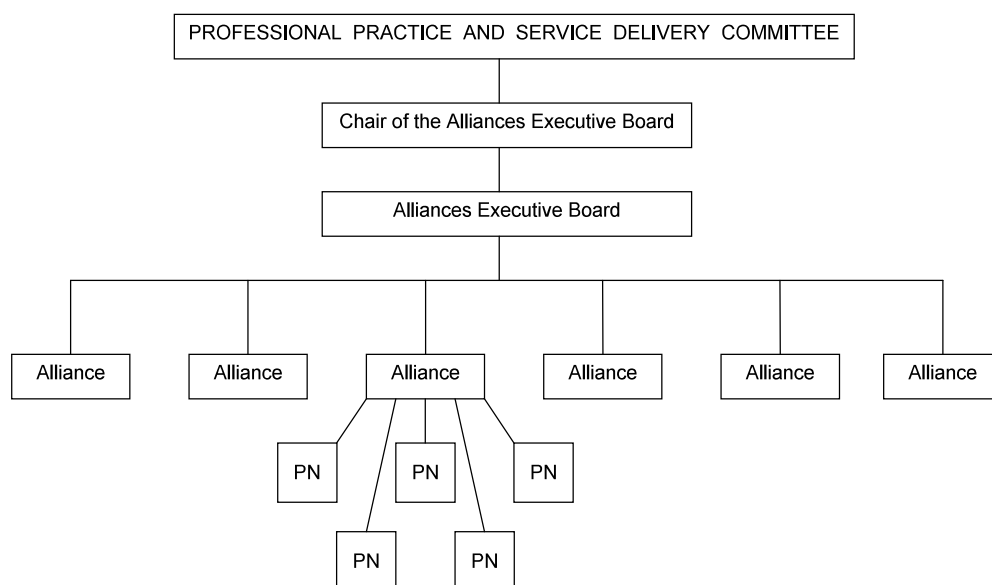 PROFESSIONAL PRACTICE AND SERVICE DELIVERY COMMITTEE
Chair of the Alliances Executive Board
Alliances Executive Board
Alliance
Alliance
Alliance
Alliance
Alliance
Alliance
PN
PN
PN
PN
PN